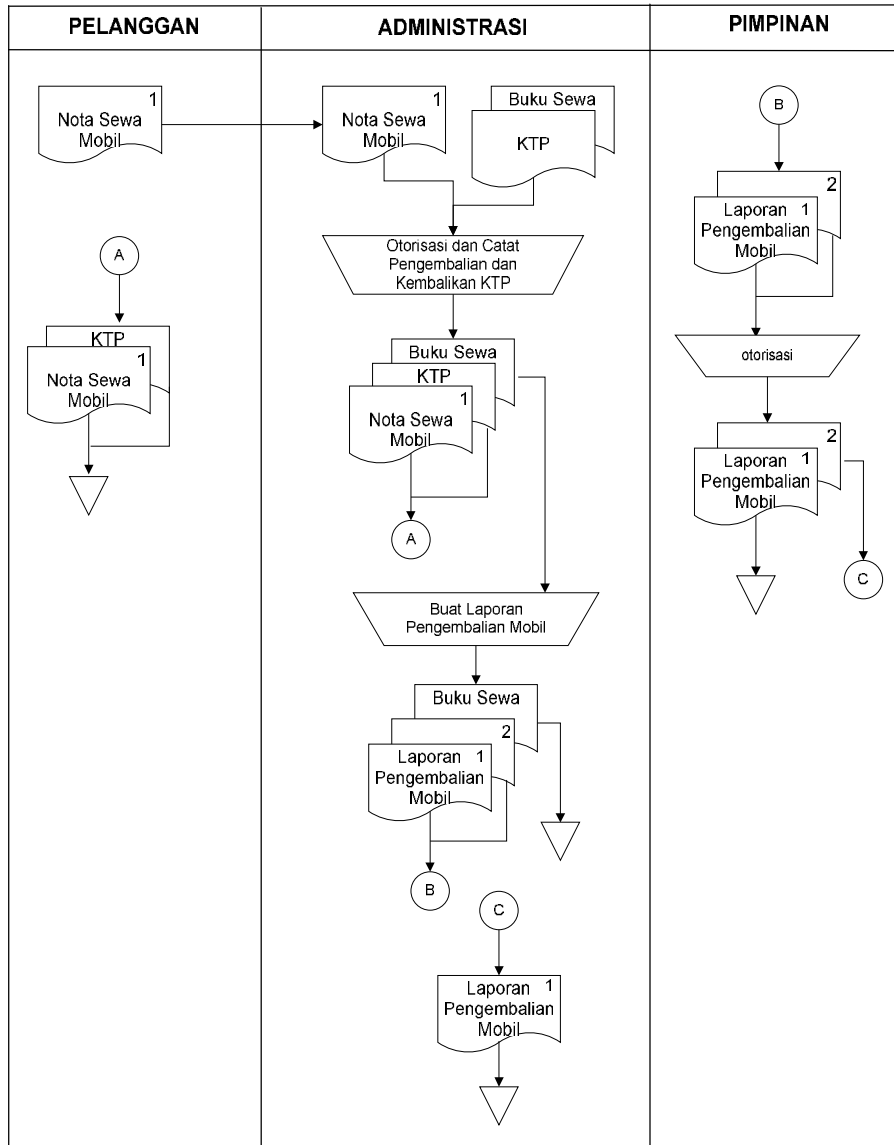 PELANGGAN
ADMINISTRASI
PIMPINAN
1
Nota Sewa
Mobil
A
KTP
1
Nota Sewa
Mobil
1
Nota Sewa
Mobil
Buku Sewa
KTP
Otorisasi dan Catat
Pengembalian dan
Kembalikan KTP
Buku Sewa
KTP
1
Nota Sewa
Mobil
A
Buat Laporan
Pengembalian Mobil
Buku Sewa
2
Laporan 1
Pengembalian
Mobil
B
C
Laporan 1
Pengembalian
Mobil
B
2
Laporan 1
Pengembalian
Mobil
otorisasi
2
Laporan 1
Pengembalian
Mobil
C